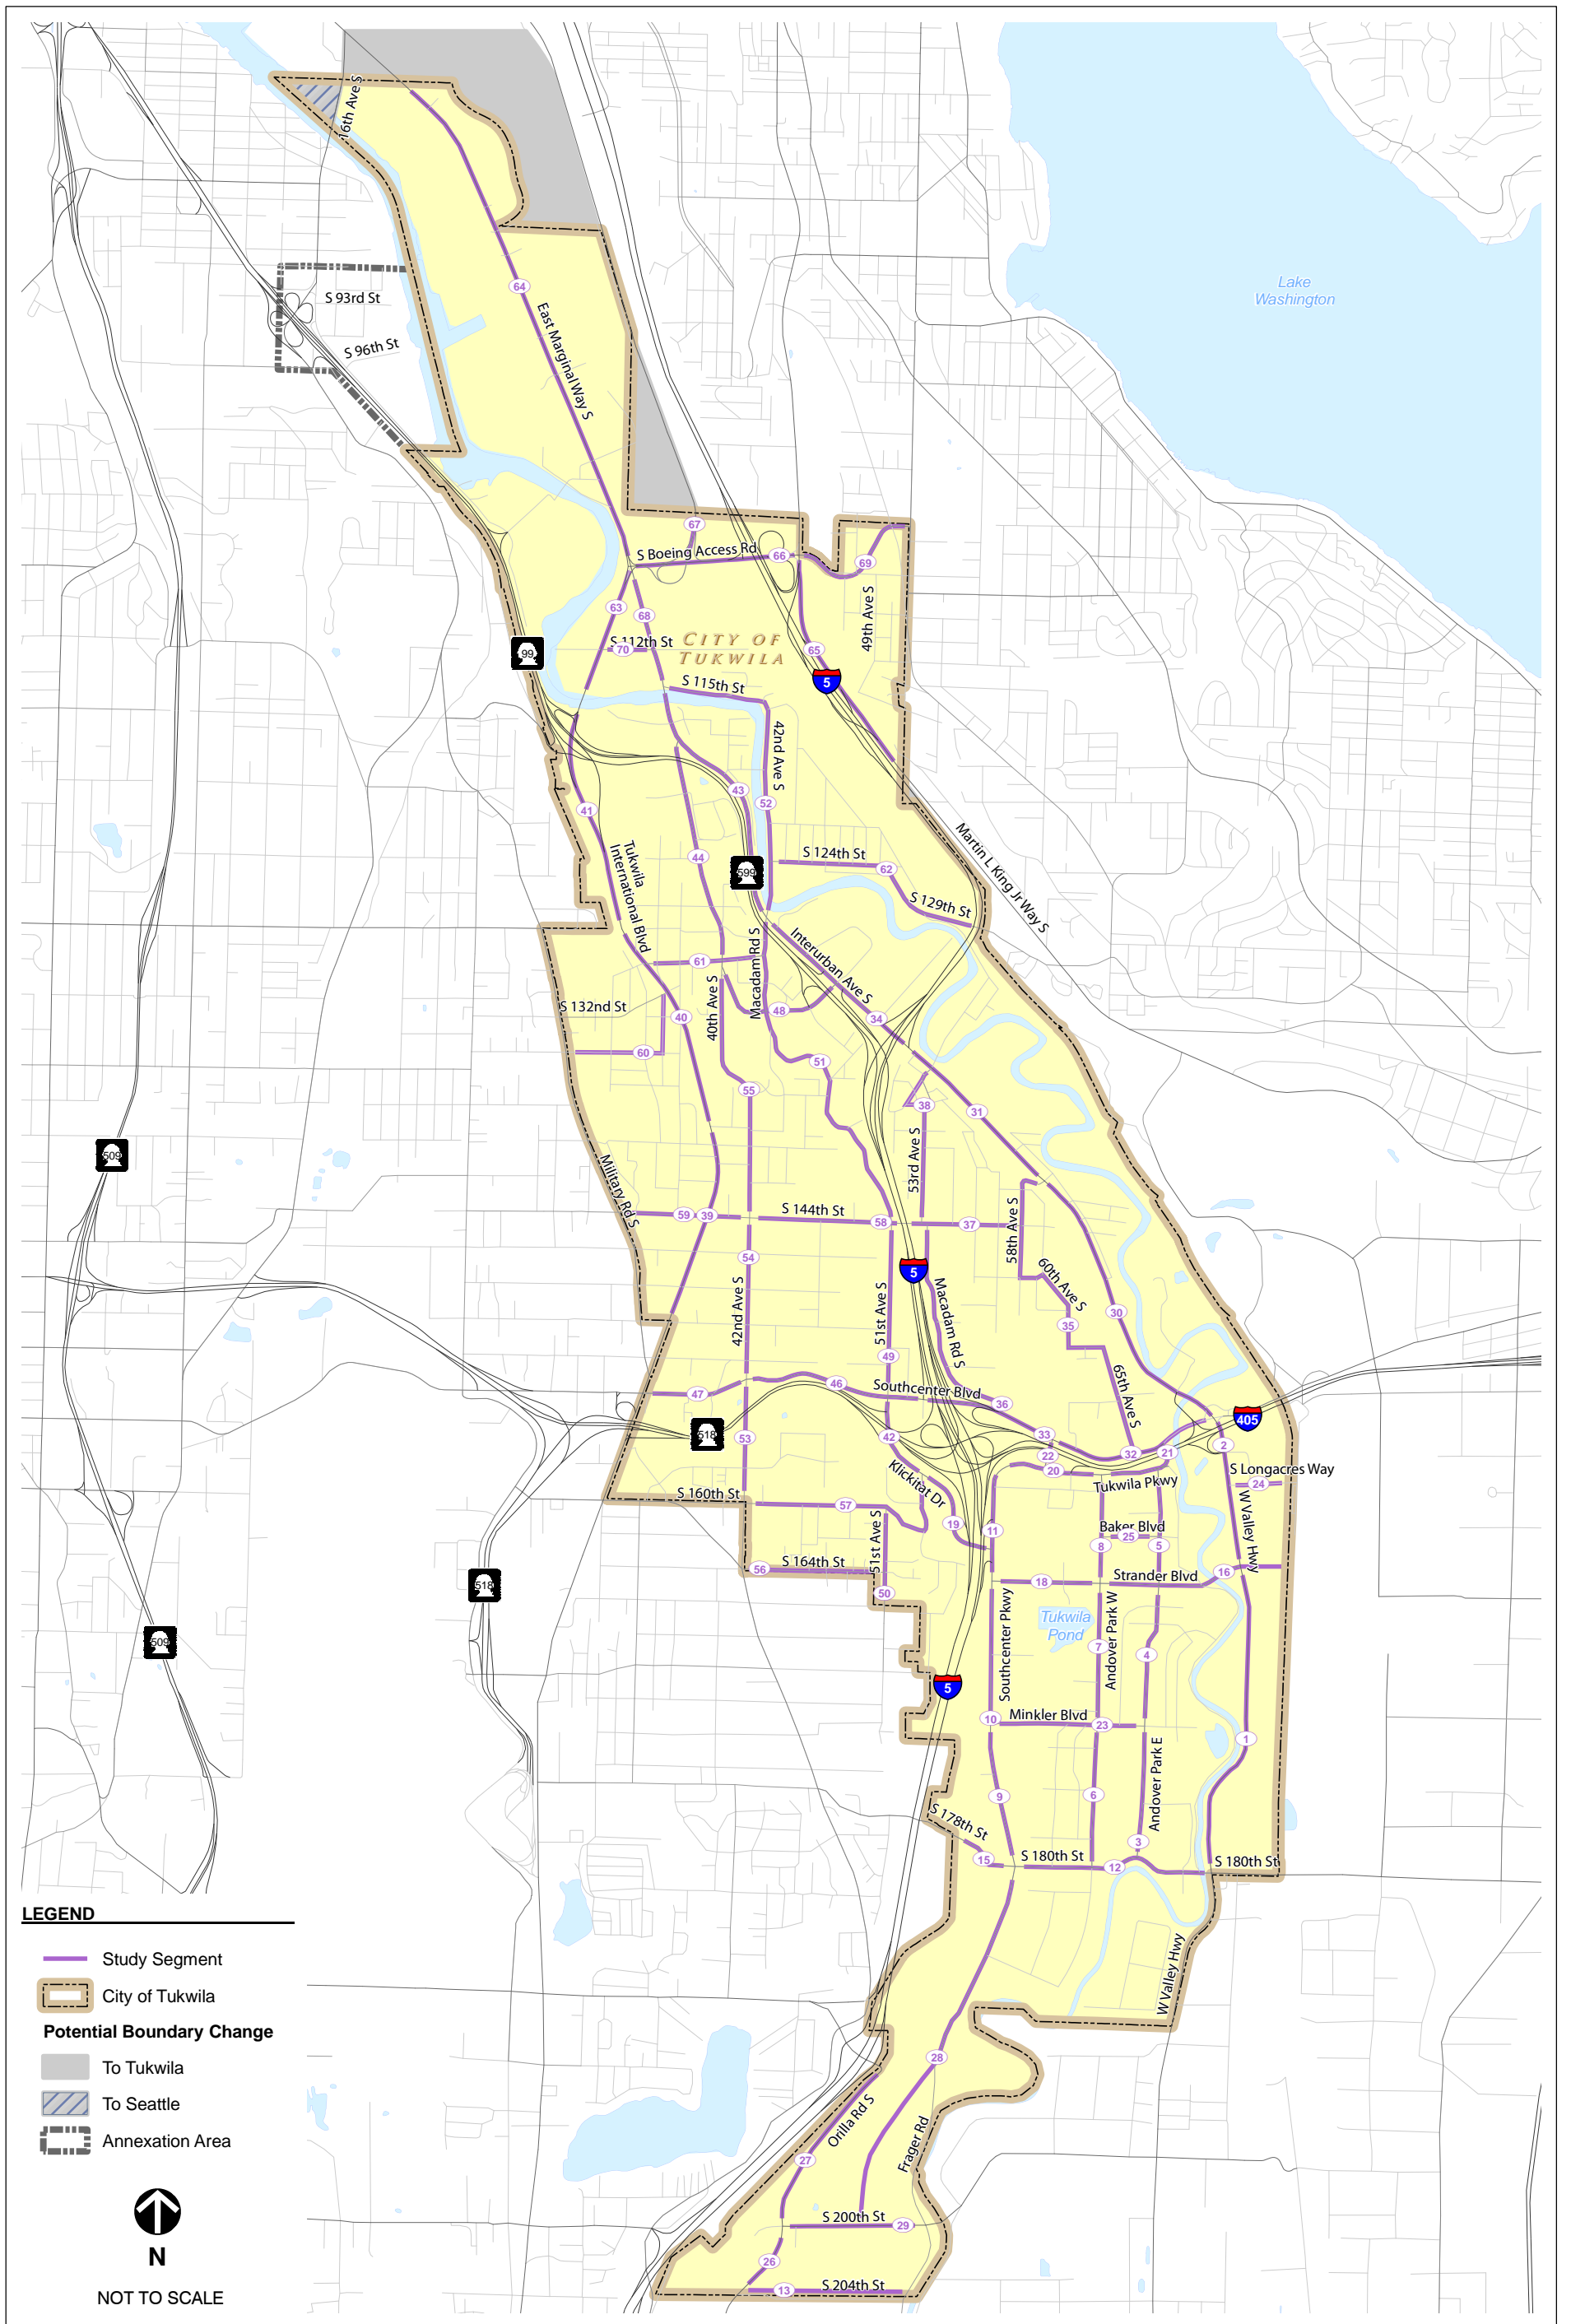 16th Ave S
S 93rd St
S 96th St
64
East Marginal Way S
Lake
Washington
67
S Boeing Access Rd
66
69
63
68
49th Ave S
99
S 112th St
70
CITY OF
TUKWILA
65
5
S 115th St
42nd Ave S
43
52
41
Tukwila
International Blvd
44
599
S 124th St
62
S 129th St
Martin L King Jr Way S
Interurban Ave S
61
Macadam Rd S
40th Ave S
S 132nd St
40
48
34
60
51
55
38
31
53rd Ave S
509
Military Rd S
59
39
S 144th St
58
37
58th Ave S
54
5
60th Ave S
42nd Ave S
51st Ave S
Macadam Rd S
35
30
49
65th Ave S
47
46
Southcenter Blvd
36
405
518
53
42
33
22
32
21
2
20
Tukwila Pkwy
S Longacres Way
24
Klickitat Dr
S 160th St
57
19
11
W Valley Hwy
Baker Blvd
25
8
5
51st Ave S
S 164th St
56
50
18
Strander Blvd
16
518
Tukwila
Pond
Southcenter Pkwy
Andover Park W
7
4
509
5
10
Minkler Blvd
23
1
9
6
Andover Park E
S 178th St
3
15
S 180th St
12
S 180th St
W Valley Hwy
28
Orilla Rd S
Frager Rd
27
S 200th St
29
26
13
S 204th St
LEGEND
Study Segment
City of Tukwila
Potential Boundary Change
To Tukwila
To Seattle
Annexation Area
N
NOT TO SCALE